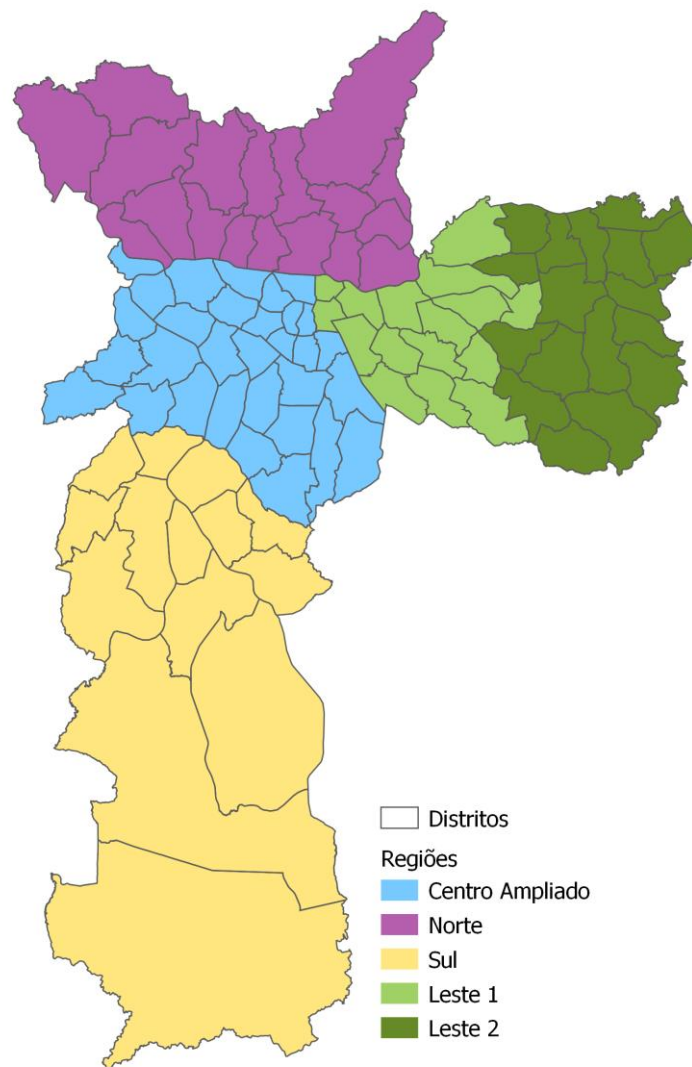 Distritos
Regiões
Centro Ampliado
Norte
Sul
Leste 1
Leste 2